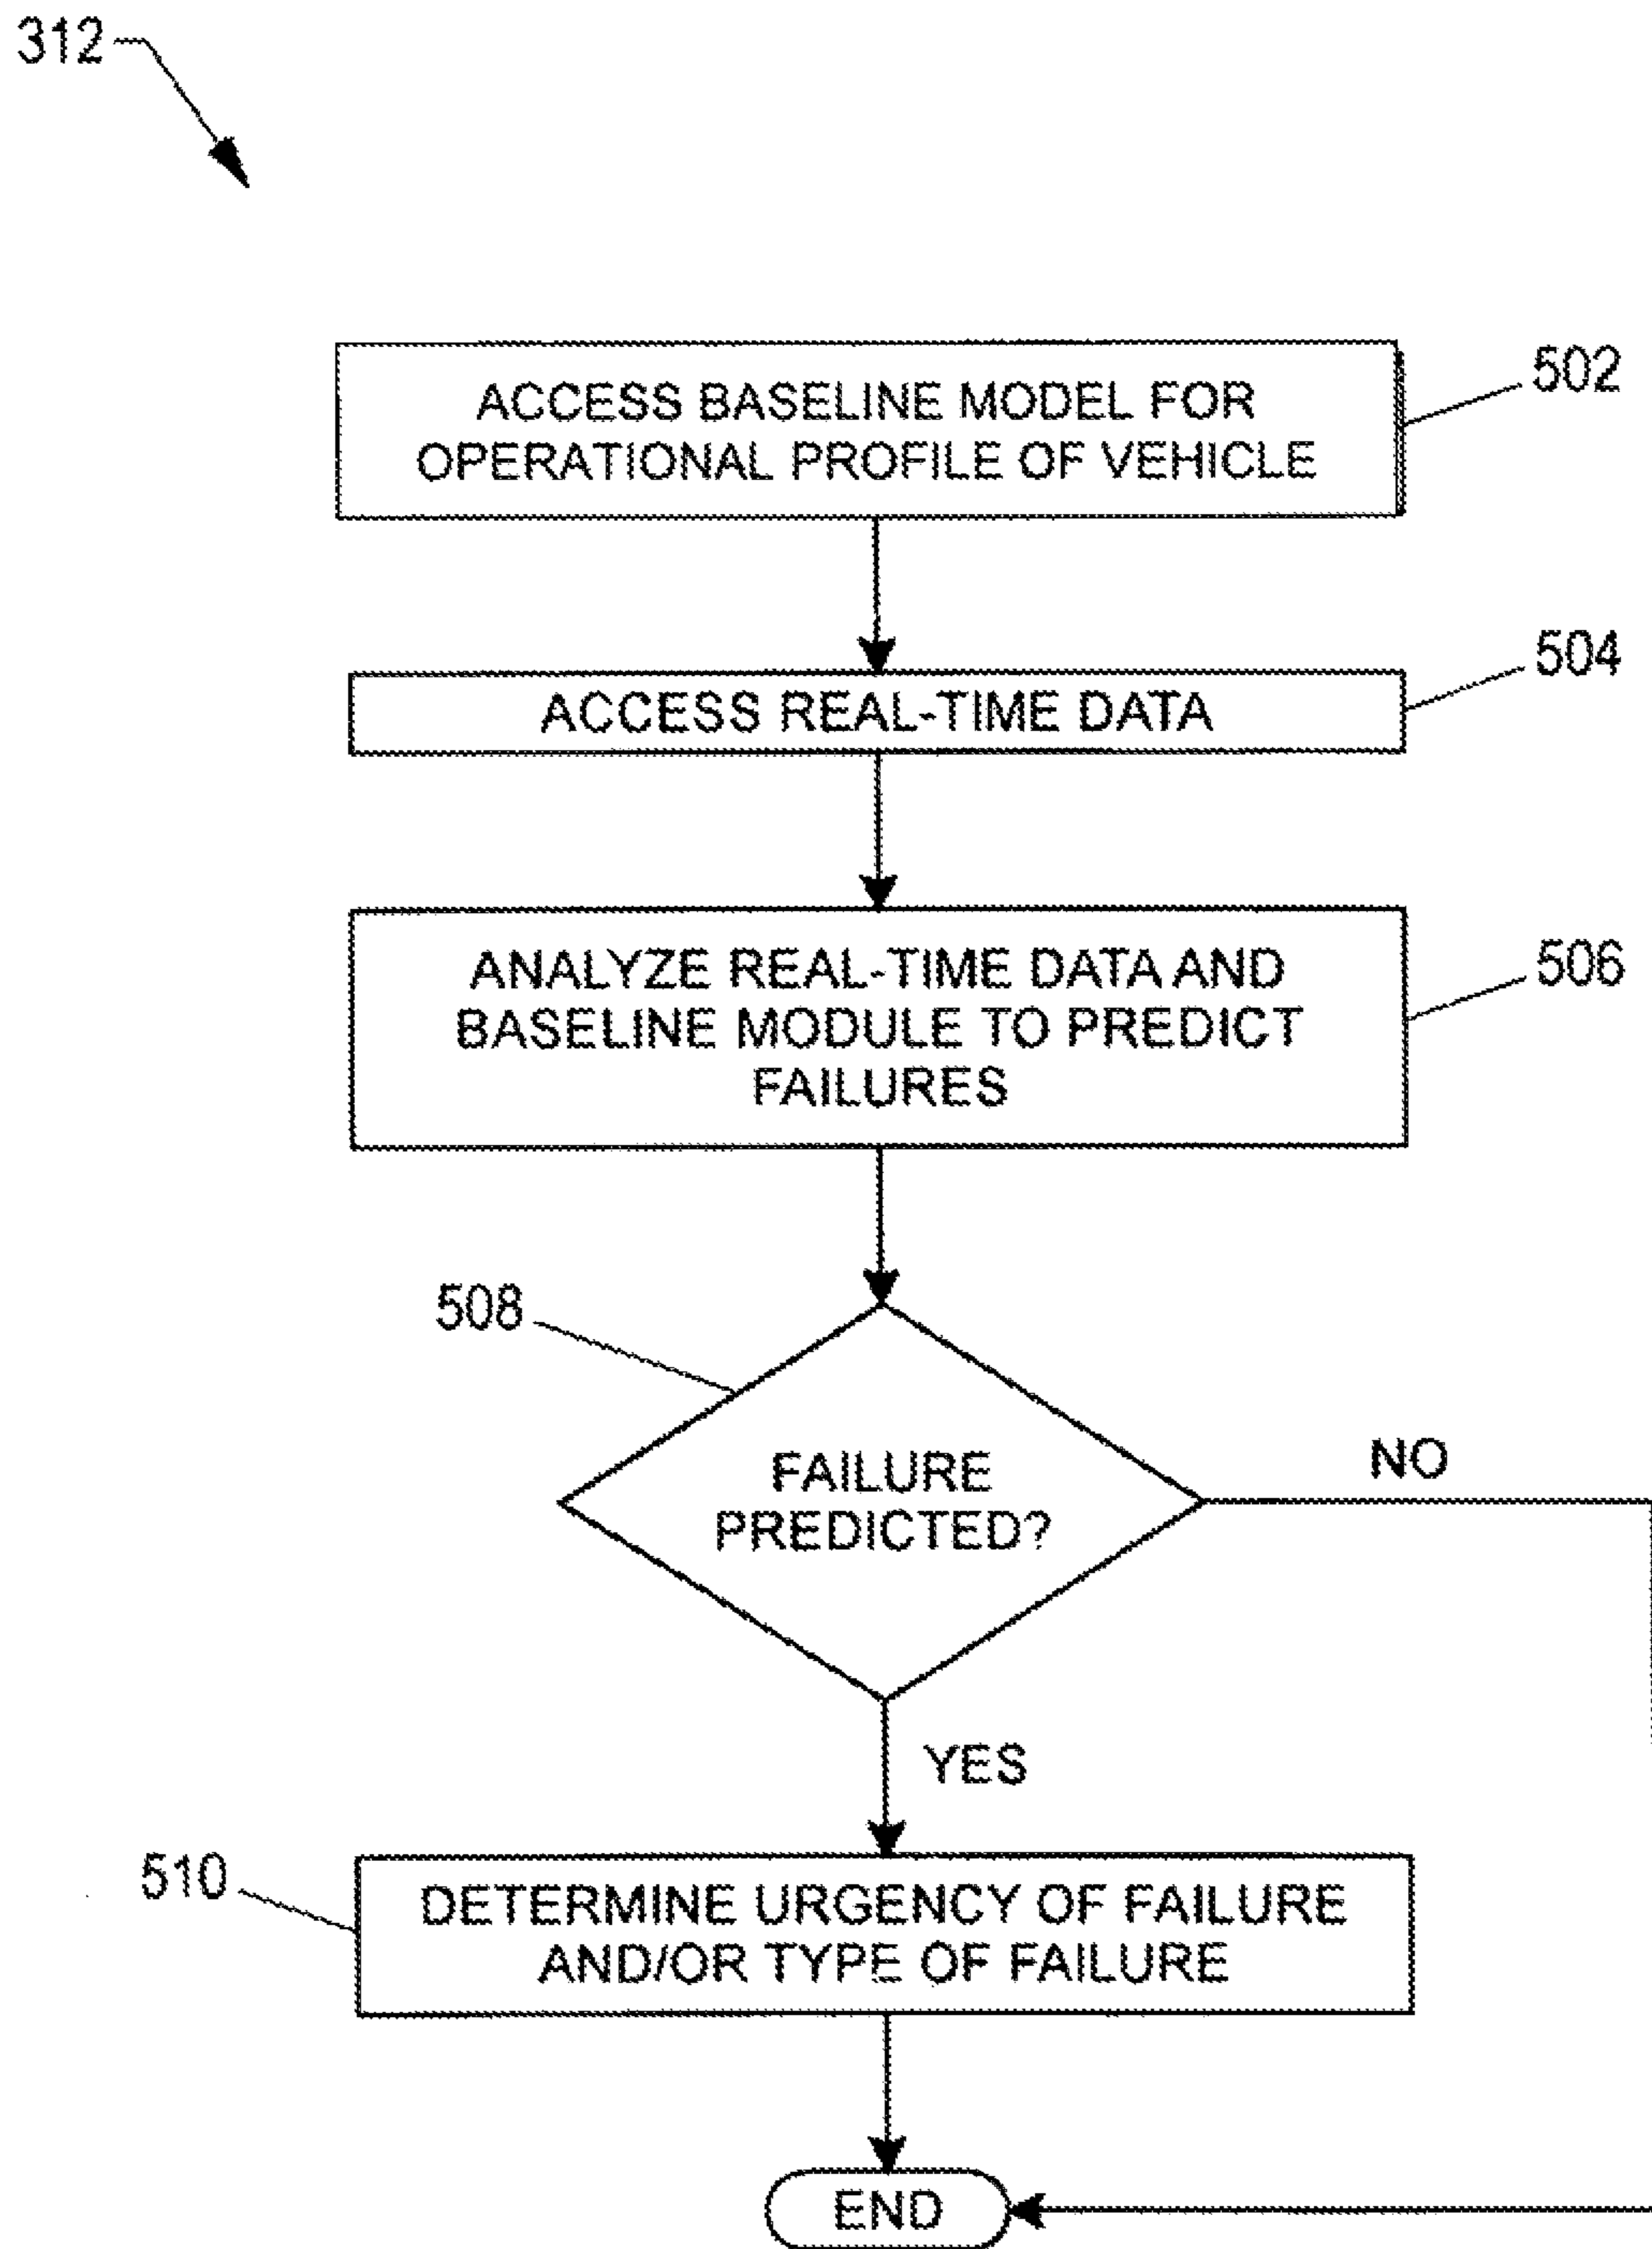 312
ACCESS BASELINE MODEL FOR
OPERATIONAL PROFILE OF VEHICLE
502
ACCESS REAL-TIME DATA
504
ANALYZE REAL-TIME DATA AND
BASELINE MODULE TO PREDICT
FAILURES
506
508
FAILURE
PREDICTED?
NO
YES
510
DETERMINE URGENCY OF FAILURE
AND/OR TYPE OF FAILURE
END